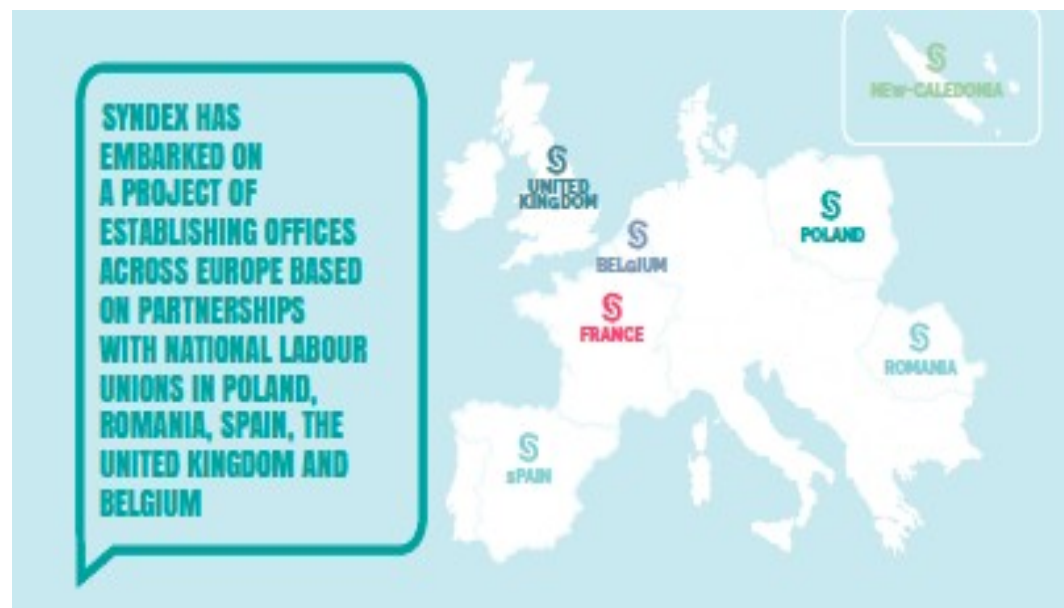 SYNDEX HAS
EMBARKED ON
A PROJECT OF
ESTABLISHING OFFICES
ACROSS EUROPE BASED
ON PARTNERSHIPS
WITH NATIONAL LABOUR
UNIONS IN POLAND,
ROMANIA, SPAIN, THE
UNITED KINGDOM AND
BELGIUM
S
NEW-CALEDONIA
S
UNITED
KINGDOM
S
POLAND
S
BELGIUM
S
FRANCE
S
ROMANIA
S
sPAIN